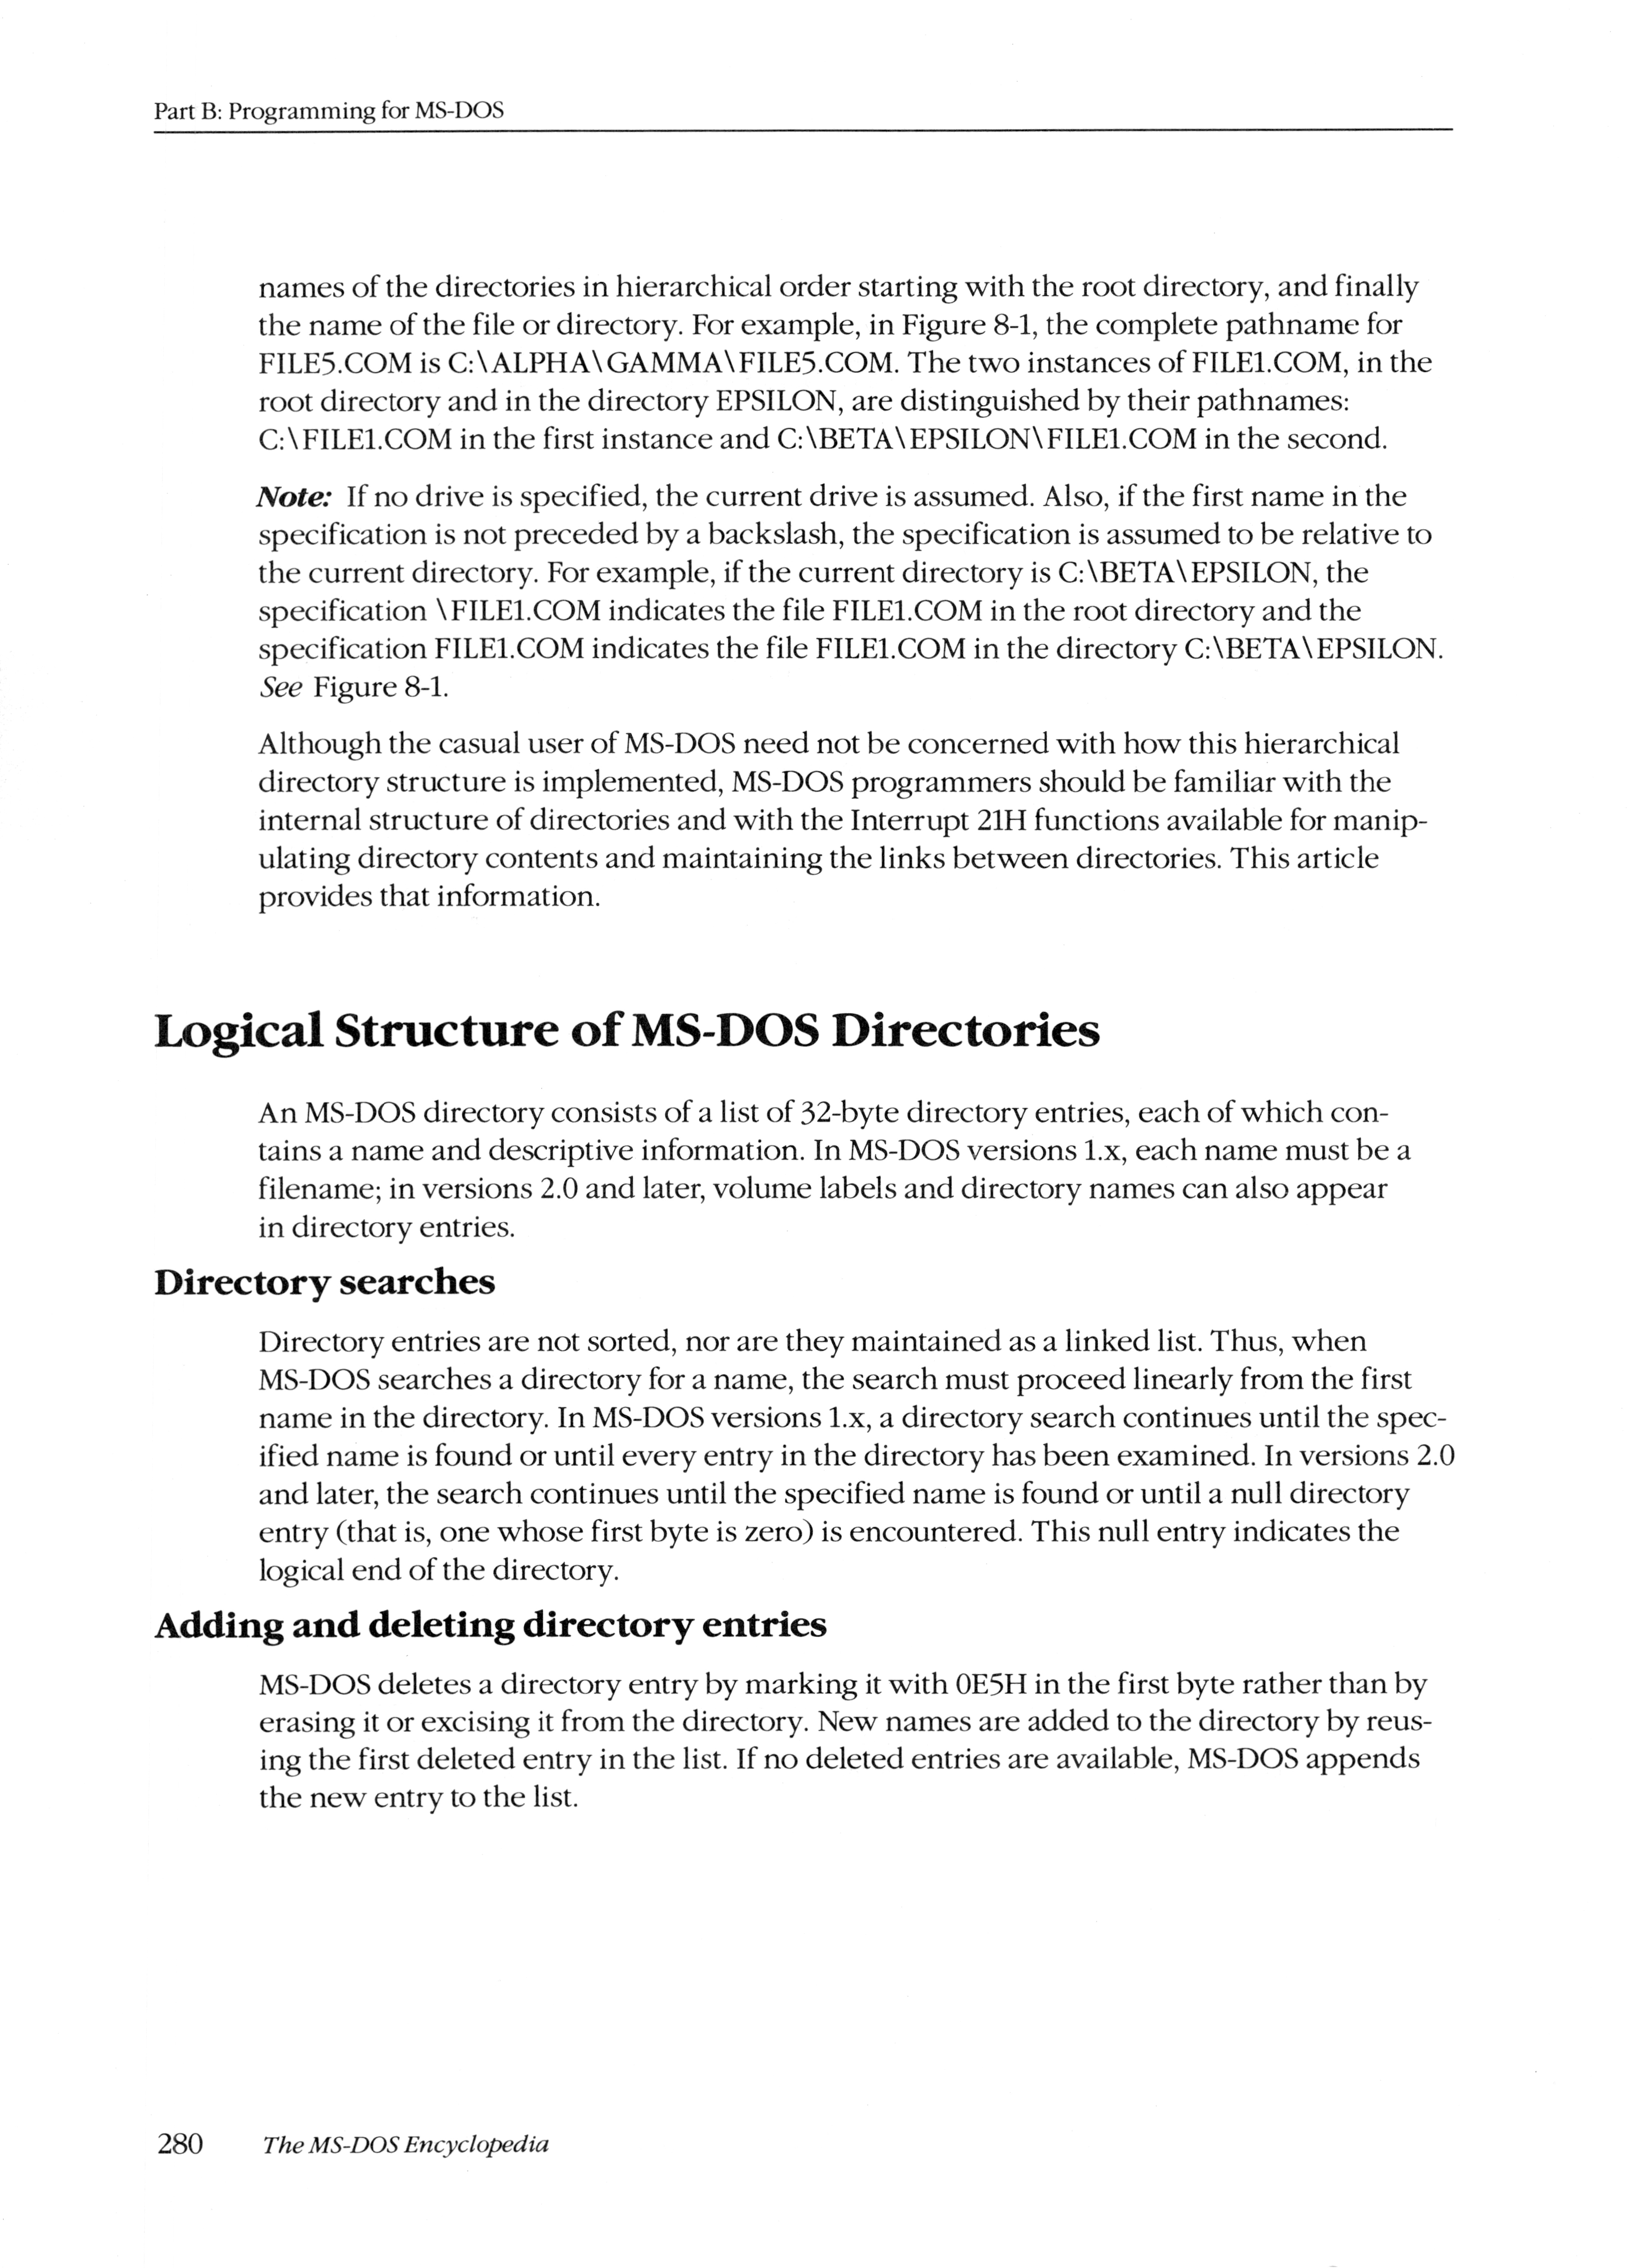 Part B: Programming for MS-DOS
names of the directories in hierarchical order starting with the root directory, and finally
the name of the file or directory. For example, in Figure 8-1, the complete pathname for
FILE5.COM is C:\ALPHA\GAMMA\FILE5.COM. The two instances of FILE1.COM, in the
root directory and in the directory EPSILON, are distinguished by their pathnames:
C:\FILE1.COM in the first instance and C:\BETA\EPSILON\FILE1.COM in the second.
Note: If no drive is specified, the current drive is assumed. Also, if the first name in the
specification is not preceded by a backslash, the specification is assumed to be relative to
the current directory. For example, if the current directory is C:\BETA\EPSILON, the
specification \FILE1.COM indicates the file FILE1.COM in the root directory and the
specification FILE1.COM indicates the file FILE1.COM in the directory C:\BETA\EPSILON.
See Figure 8-1.
Although the casual user of MS-DOS need not be concerned with how this hierarchical
directory structure is implemented, MS-DOS programmers should be familiar with the
internal structure of directories and with the Interrupt 21H functions available for manip-
ulating directory contents and maintaining the links between directories. This article
provides that information.
Logical Structure of MS-DOS Directories
An MS-DOS directory consists of a list of 32-byte directory entries, each of which con-
tains a name and descriptive information. In MS-DOS versions 1.x, each name must be a
filename; in versions 2.0 and later, volume labels and directory names can also appear
in directory entries.
Directory searches
Directory entries are not sorted, nor are they maintained as a linked list. Thus, when
MS-DOS searches a directory for a name, the search must proceed linearly from the first
name in the directory. In MS-DOS versions 1.x, a directory search continues until the spec-
ified name is found or until every entry in the directory has been examined. In versions 2.0
and later, the search continues until the specified name is found or until a null directory
entry (that is, one whose first byte is zero) is encountered. This null entry indicates the
logical end of the directory.
Adding and deleting directory entries
MS-DOS deletes a directory entry by marking it with 0E5H in the first byte rather than by
erasing it or excising it from the directory. New names are added to the directory by reus-
ing the first deleted entry in the list. If no deleted entries are available, MS-DOS appends
the new entry to the list.
280 The MS-DOS Encyclopedia